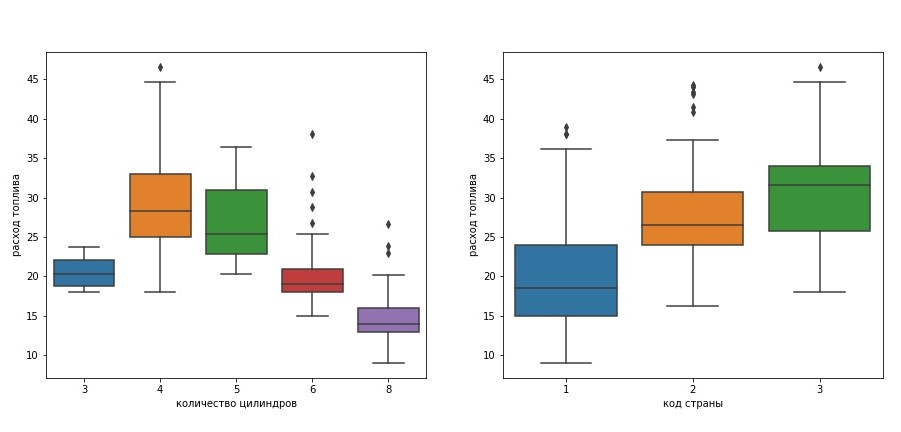 расход топлива
45
40
35
30
25
20
15
10
3 4 5 6 8
количество цилиндров
расход топлива
45
40
35
30
25
20
15
10
1 2 3
код страны